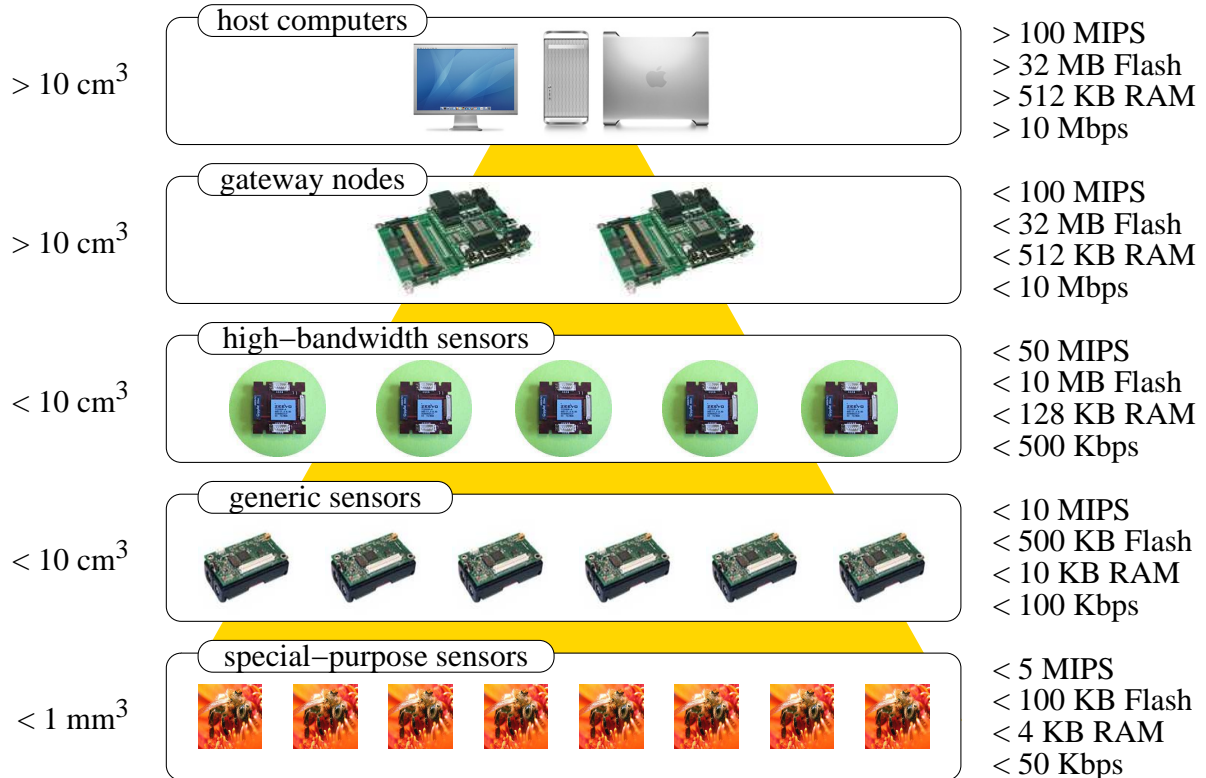 host computers
> 10 cm³
> 100 MIPS
> 32 MB Flash
> 512 KB RAM
> 10 Mbps
gateway nodes
> 10 cm³
< 100 MIPS
< 32 MB Flash
< 512 KB RAM
< 10 Mbps
high−bandwidth sensors
< 10 cm³
< 50 MIPS
< 10 MB Flash
< 128 KB RAM
< 500 Kbps
generic sensors
< 10 cm³
< 10 MIPS
< 500 KB Flash
< 10 KB RAM
< 100 Kbps
special−purpose sensors
< 1 mm³
< 5 MIPS
< 100 KB Flash
< 4 KB RAM
< 50 Kbps